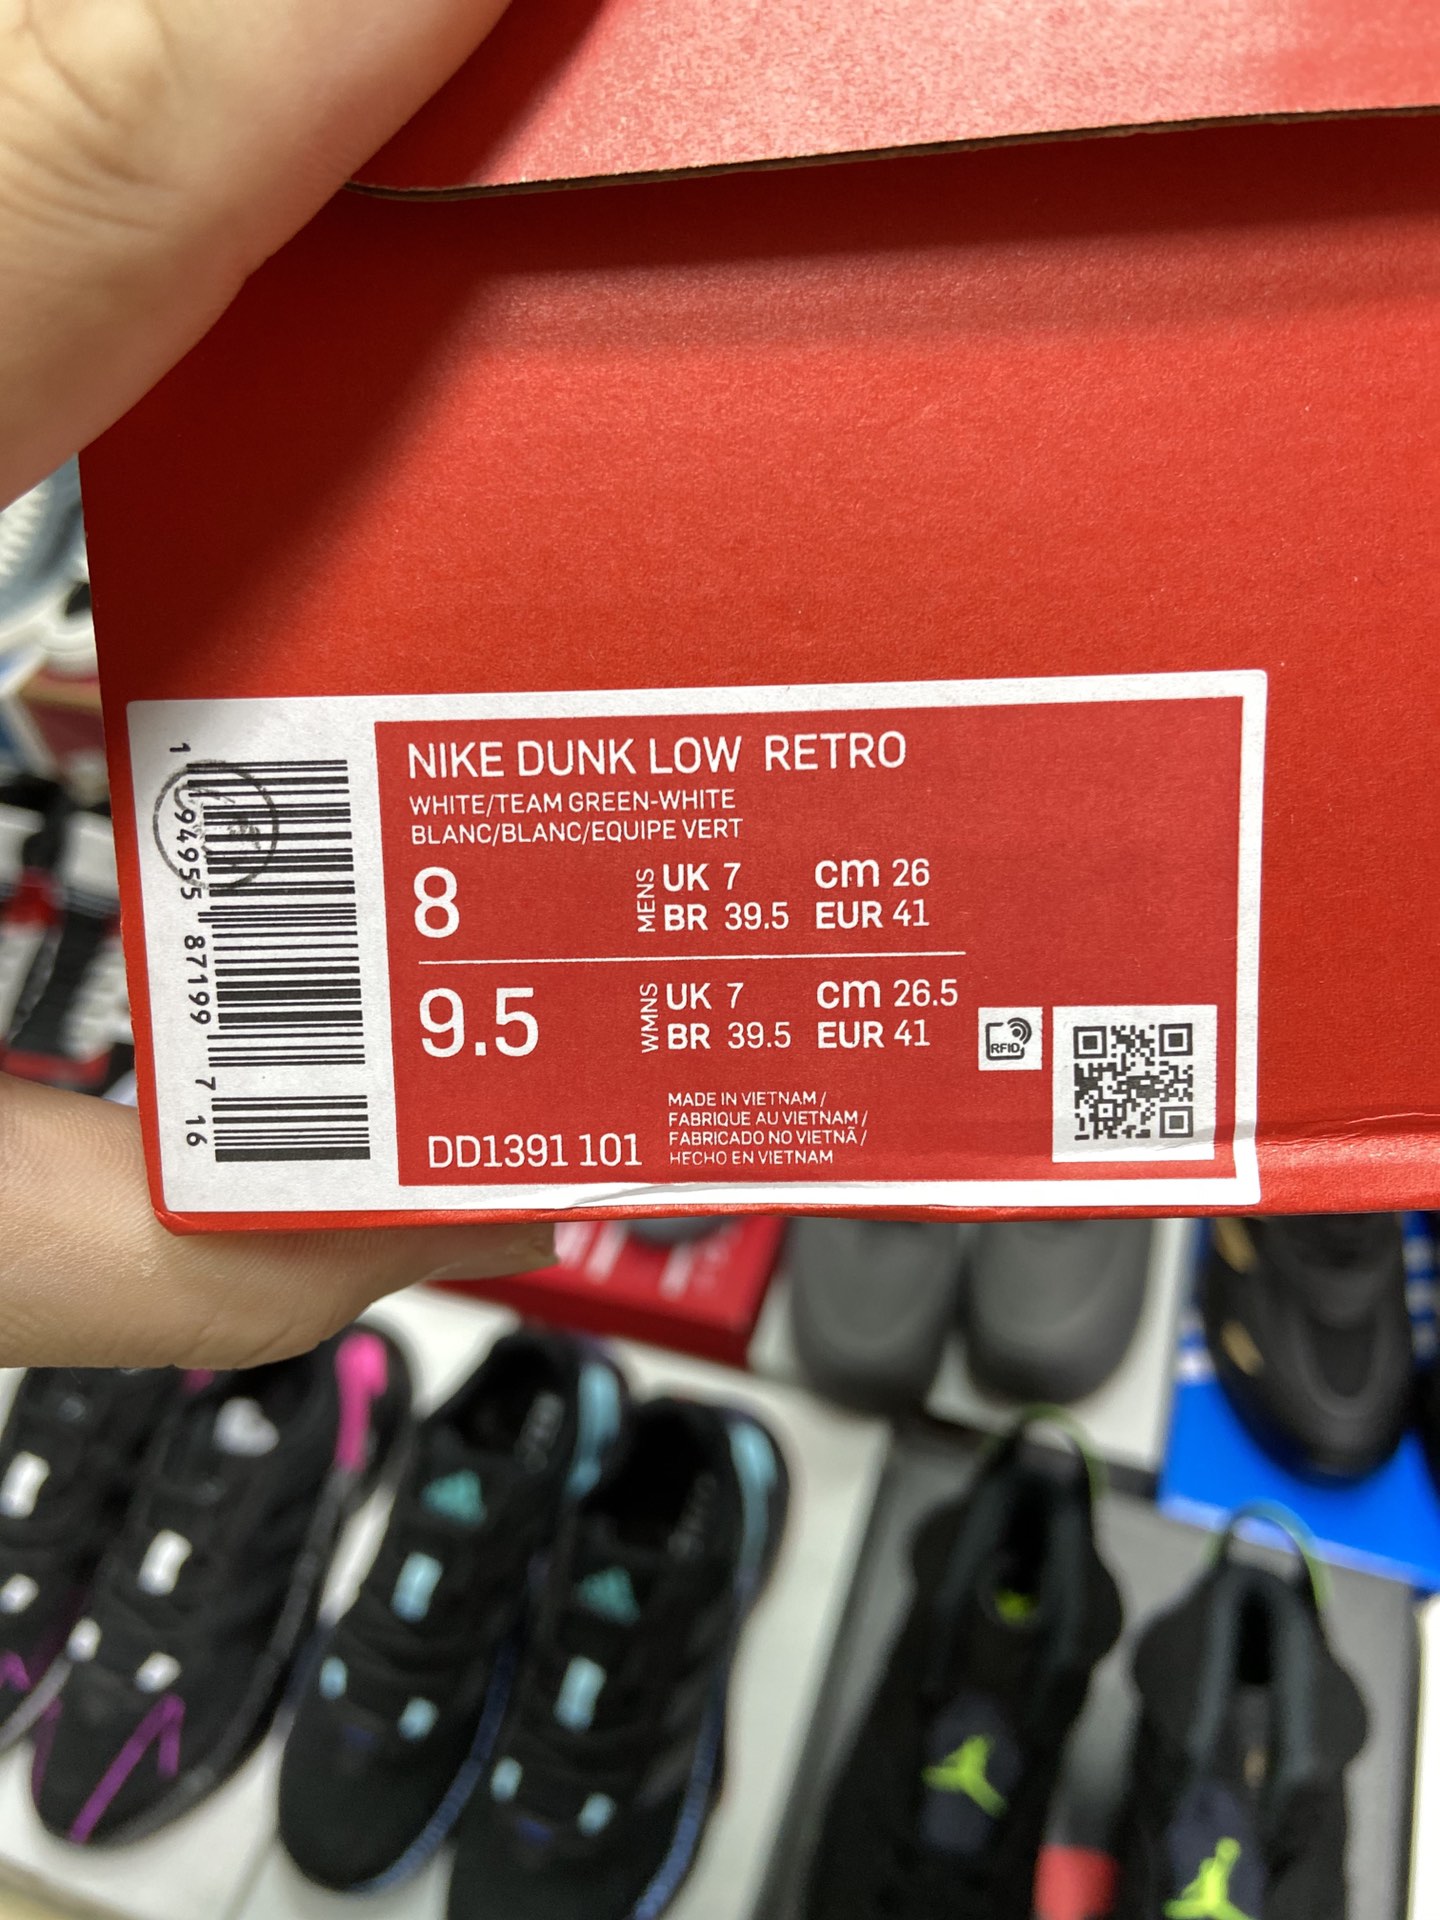 NIKE DUNK LOW RETRO
WHITE/TEAM GREEN-WHITE
BLANC/BLANC/EQUIPE VERT
8 MENS UK 7 cm 26
BR 39.5 EUR 41
9.5 WMNS UK 7 cm 26.5
BR 39.5 EUR 41
RFID
DD1391 101
MADE IN VIETNAM /
FABRIQUE AU VIETNAM /
FABRICADO NO VIETNÃ /
HECHO EN VIETNAM
1 94955 87199 7 16